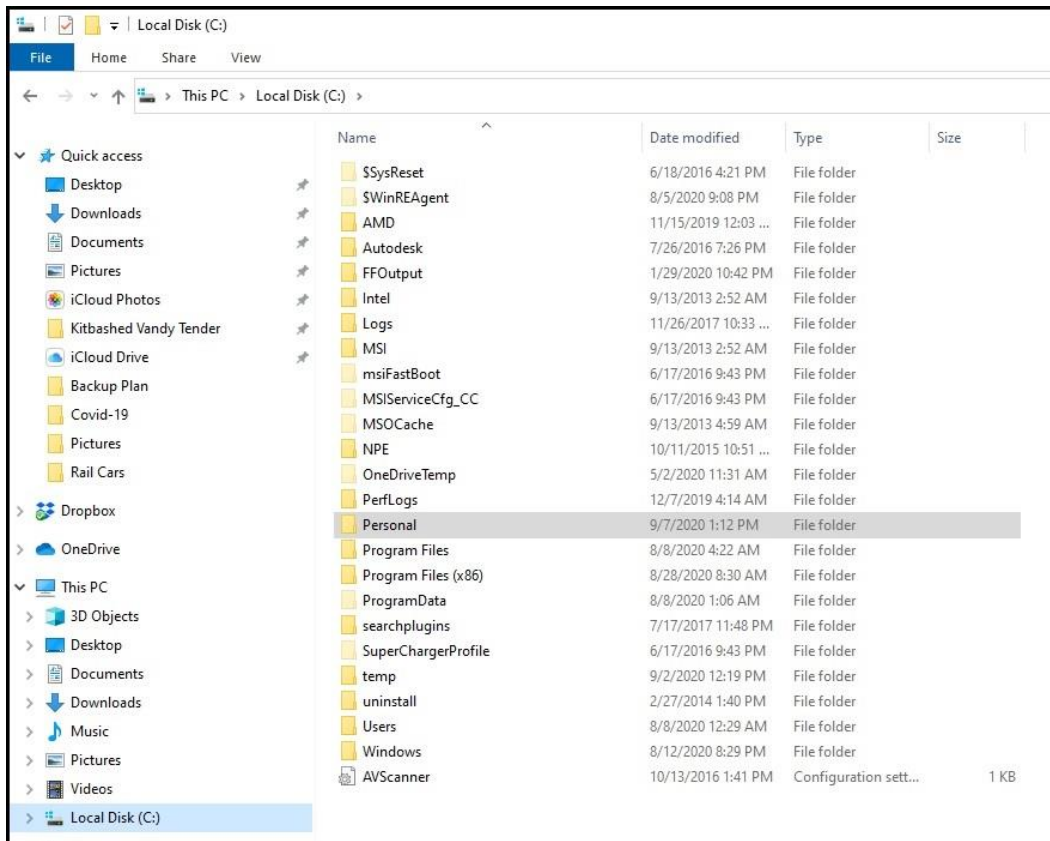 Local Disk (C:)
File Home Share View
This PC > Local Disk (C:) >
Quick access
Desktop
Downloads
Documents
Pictures
iCloud Photos
Kitbashed Vandy Tender
iCloud Drive
Backup Plan
Covid-19
Pictures
Rail Cars
Dropbox
OneDrive
This PC
3D Objects
Desktop
Documents
Downloads
Music
Pictures
Videos
Local Disk (C:)
Name Date modified Type Size
$SysReset 6/18/2016 4:21 PM File folder
$WinREAgent 8/5/2020 9:08 PM File folder
AMD 11/15/2019 12:03 ... File folder
Autodesk 7/26/2016 7:26 PM File folder
FFOutput 1/29/2020 10:42 PM File folder
Intel 9/13/2013 2:52 AM File folder
Logs 11/26/2017 10:33 ... File folder
MSI 9/13/2013 2:52 AM File folder
msiFastBoot 6/17/2016 9:43 PM File folder
MSIServiceCfg_CC 6/17/2016 9:43 PM File folder
MSOCache 9/13/2013 4:59 AM File folder
NPE 10/11/2015 10:51 ... File folder
OneDriveTemp 5/2/2020 11:31 AM File folder
PerfLogs 12/7/2019 4:14 AM File folder
Personal 9/7/2020 1:12 PM File folder
Program Files 8/8/2020 4:22 AM File folder
Program Files (x86) 8/28/2020 8:30 AM File folder
ProgramData 8/8/2020 1:06 AM File folder
searchplugins 7/17/2017 11:48 PM File folder
SuperChargerProfile 6/17/2016 9:43 PM File folder
temp 9/2/2020 12:19 PM File folder
uninstall 2/27/2014 1:40 PM File folder
Users 8/8/2020 12:29 AM File folder
Windows 8/12/2020 8:29 PM File folder
AVScanner 10/13/2016 1:41 PM Configuration sett... 1 KB